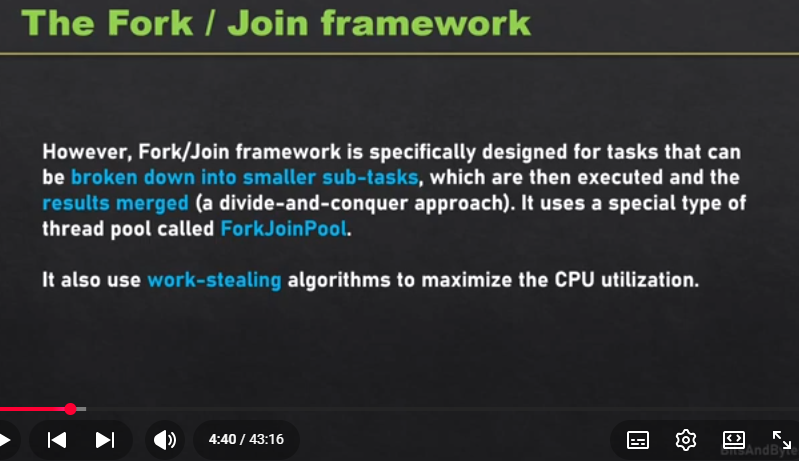 The Fork / Join framework
However, Fork/Join framework is specifically designed for tasks that can
be broken down into smaller sub-tasks, which are then executed and the
results merged (a divide-and-conquer approach). It uses a special type of
thread pool called ForkJoinPool.
It also use work-stealing algorithms to maximize the CPU utilization.
4:40 / 43:16